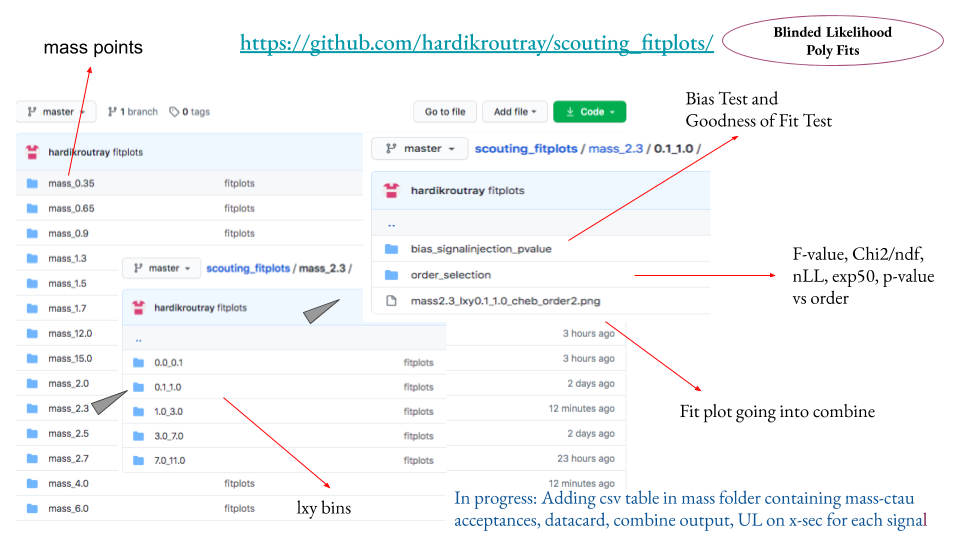 https://github.com/hardikroutray/scouting_fitplots/
Blinded Likelihood
Poly Fits
mass points
master
1 branch
0 tags
Go to file
Add file
Code
hardikroutray fitplots
mass_0.35 fitplots
mass_0.65 fitplots
mass_0.9 fitplots
mass_1.3
mass_1.5
mass_1.7
mass_12.0 3 hours ago
mass_15.0 3 hours ago
mass_2.0 2 days ago
mass_2.3 12 minutes ago
mass_2.5 2 days ago
mass_2.7 23 hours ago
mass_4.0 fitplots 12 minutes ago
mass_6.0 fitplots
master scouting_fitplots / mass_2.3 /
hardikroutray fitplots
..
0.0_0.1 fitplots
0.1_1.0 fitplots
1.0_3.0 fitplots
3.0_7.0 fitplots
7.0_11.0 fitplots
lxy bins
master scouting_fitplots / mass_2.3 / 0.1_1.0 /
hardikroutray fitplots
..
bias_signalinjection_pvalue
order_selection
mass2.3_lxy0.1_1.0_cheb_order2.png
Bias Test and
Goodness of Fit Test
F-value, Chi2/ndf,
nLL, exp50, p-value
vs order
Fit plot going into combine
In progress: Adding csv table in mass folder containing mass-ctau
acceptances, datacard, combine output, UL on x-sec for each signal